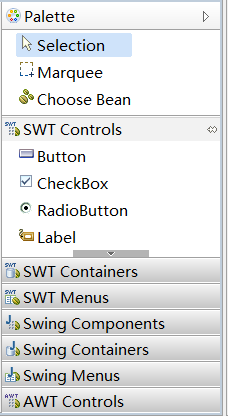 Palette
Selection
Marquee
Choose Bean
SWT Controls
Button
CheckBox
RadioButton
Label
SWT Containers
SWT Menus
Swing Components
Swing Containers
Swing Menus
AWT Controls